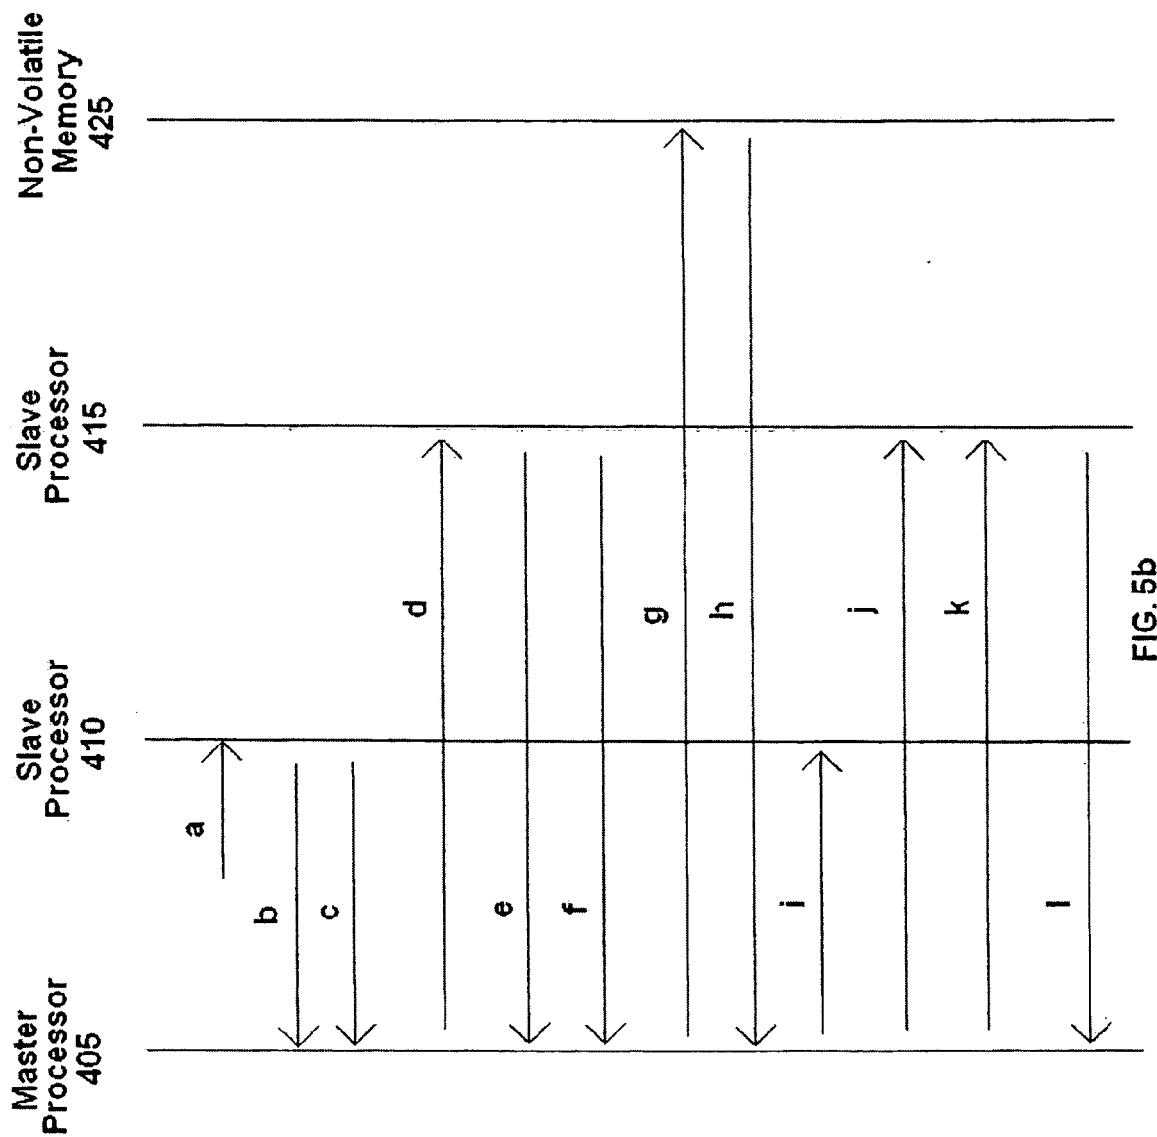 Master
Processor
405
Slave
Processor
410
Slave
Processor
415
Non-Volatile
Memory
425
a
b
c
d
e
f
g
h
i
j
k
l
FIG. 5b